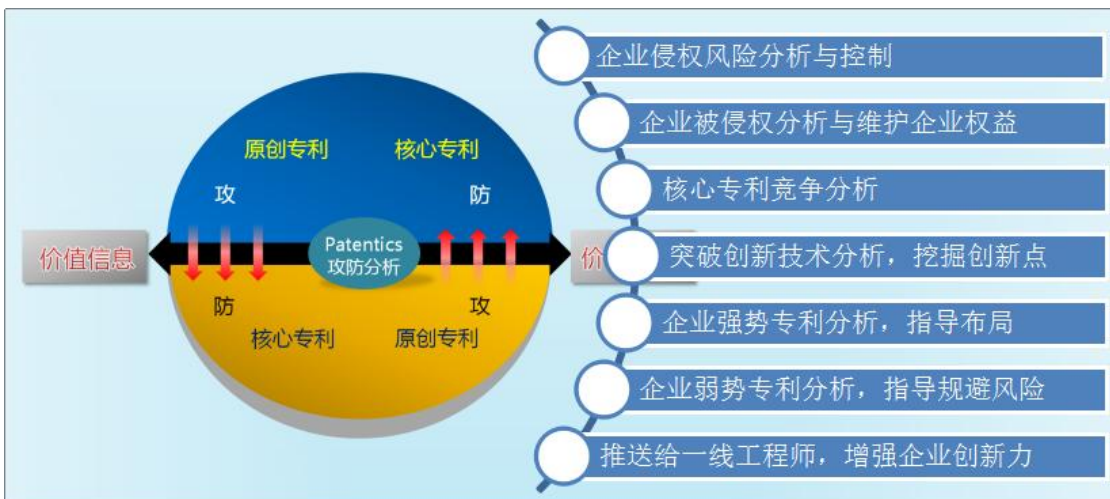 原创专利
核心专利
攻
防
价值信息
Patentics
攻防分析
价
防
攻
核心专利
原创专利
企业侵权风险分析与控制
企业被侵权分析与维护企业权益
核心专利竞争分析
突破创新技术分析，挖掘创新点
企业强势专利分析，指导布局
企业弱势专利分析，指导规避风险
推送给一线工程师，增强企业创新力